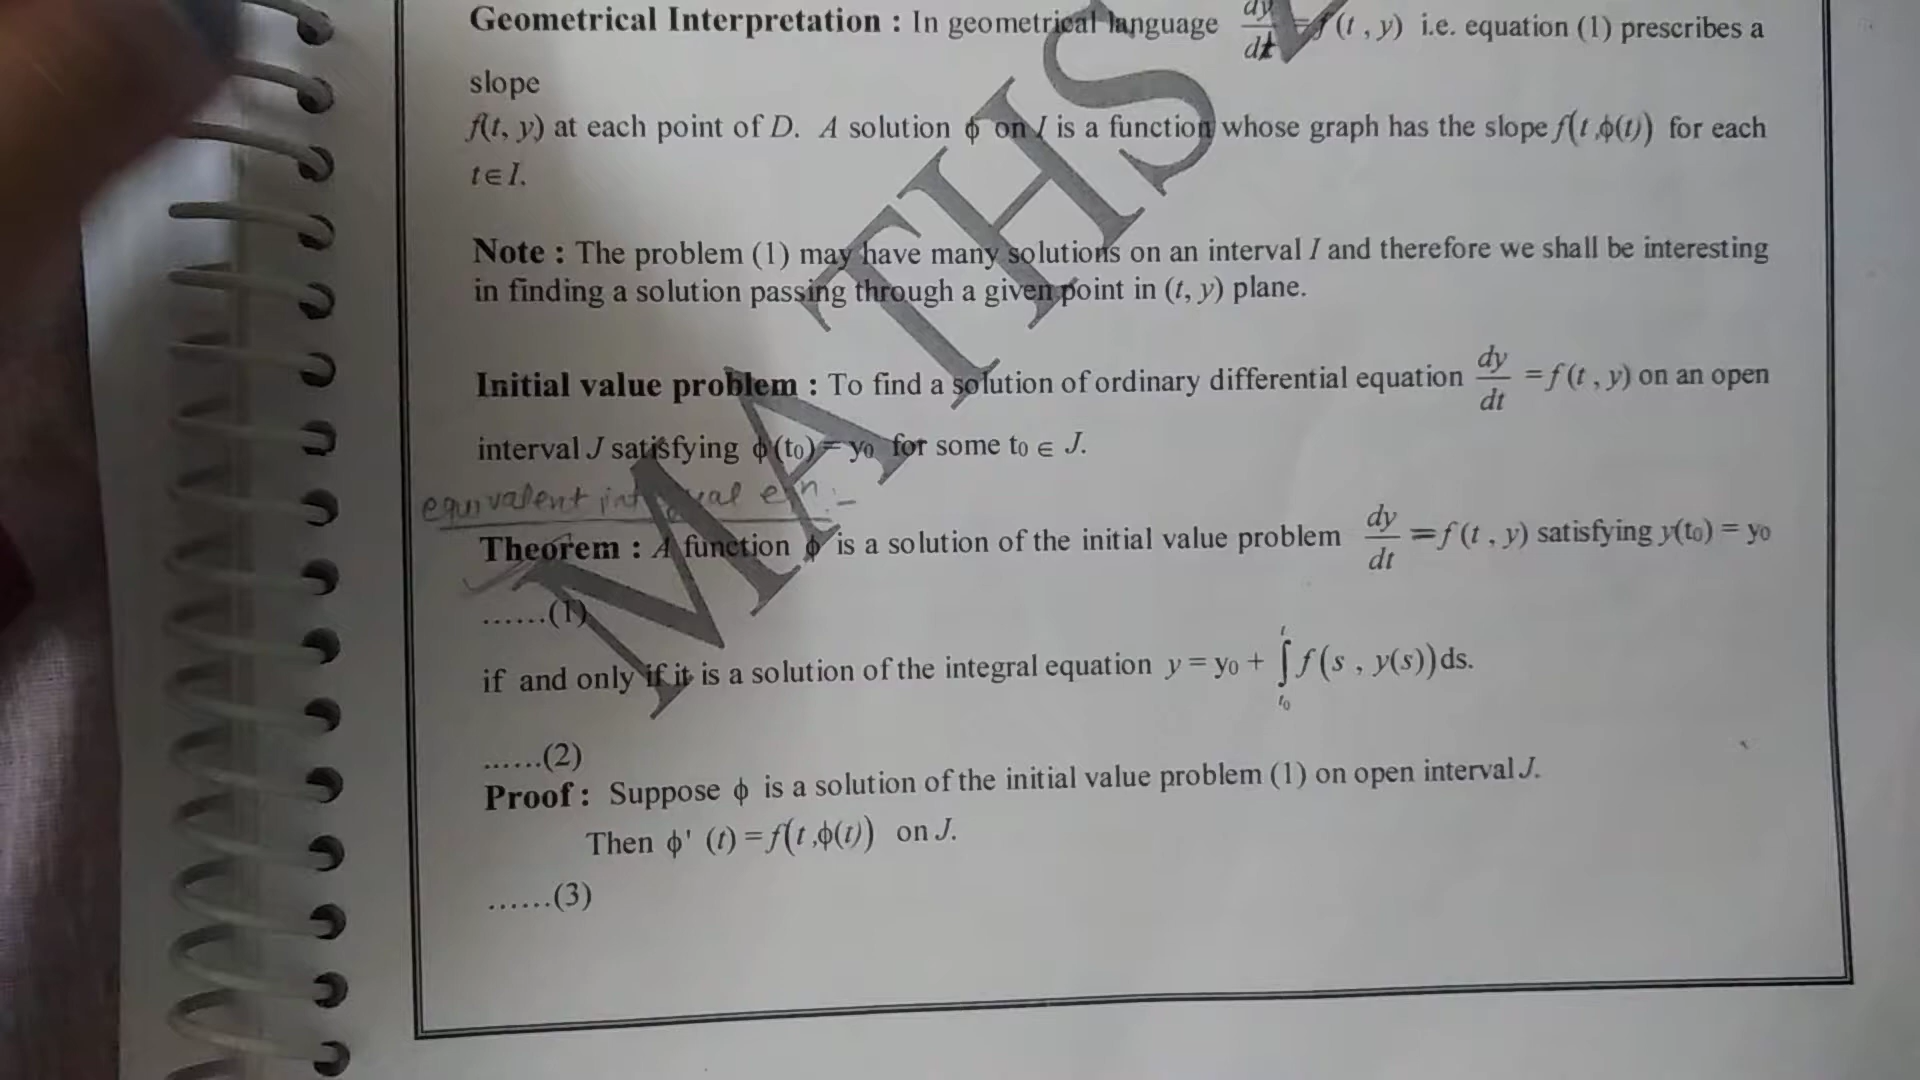 Geometrical Interpretation : In geometrical language dy/dt = f(t , y) i.e. equation (1) prescribes a
slope
f(t, y) at each point of D. A solution ϕ on I is a function whose graph has the slope f(t ,ϕ(t)) for each
t∈I.
Note : The problem (1) may have many solutions on an interval I and therefore we shall be interesting
in finding a solution passing through a given point in (t, y) plane.
Initial value problem : To find a solution of ordinary differential equation dy/dt = f(t , y) on an open
interval J satisfying ϕ(t₀) = y₀ for some t₀ ∈ J.
equivalent integral eqn :-
Theorem : A function ϕ is a solution of the initial value problem dy/dt = f(t , y) satisfying y(t₀) = y₀
......(1)
if and only if it is a solution of the integral equation y = y₀ + ∫ₜ₀ᵗ f(s , y(s))ds.
......(2)
Proof : Suppose ϕ is a solution of the initial value problem (1) on open interval J.
Then ϕ' (t) = f(t ,ϕ(t)) on J.
......(3)
MATHS